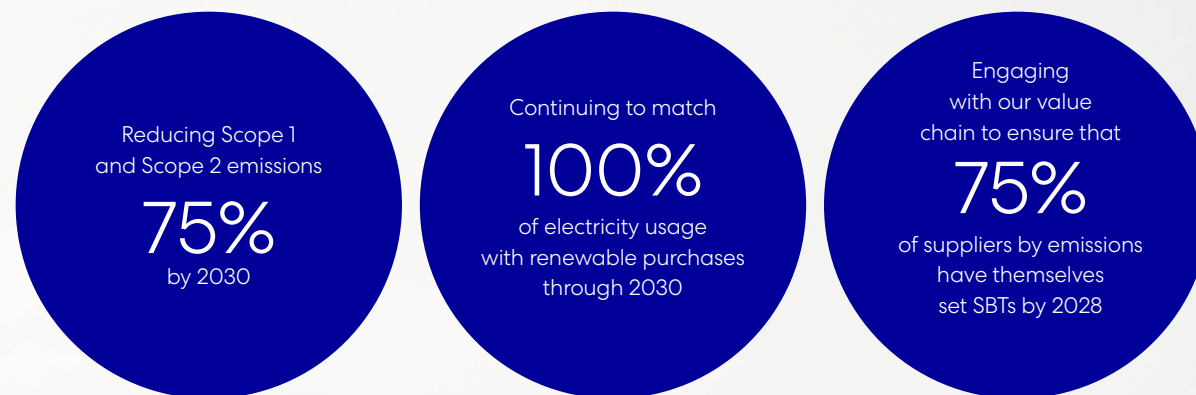 Reducing Scope 1
and Scope 2 emissions
75%
by 2030
Continuing to match
100%
of electricity usage
with renewable purchases
through 2030
Engaging
with our value
chain to ensure that
75%
of suppliers by emissions
have themselves
set SBTs by 2028